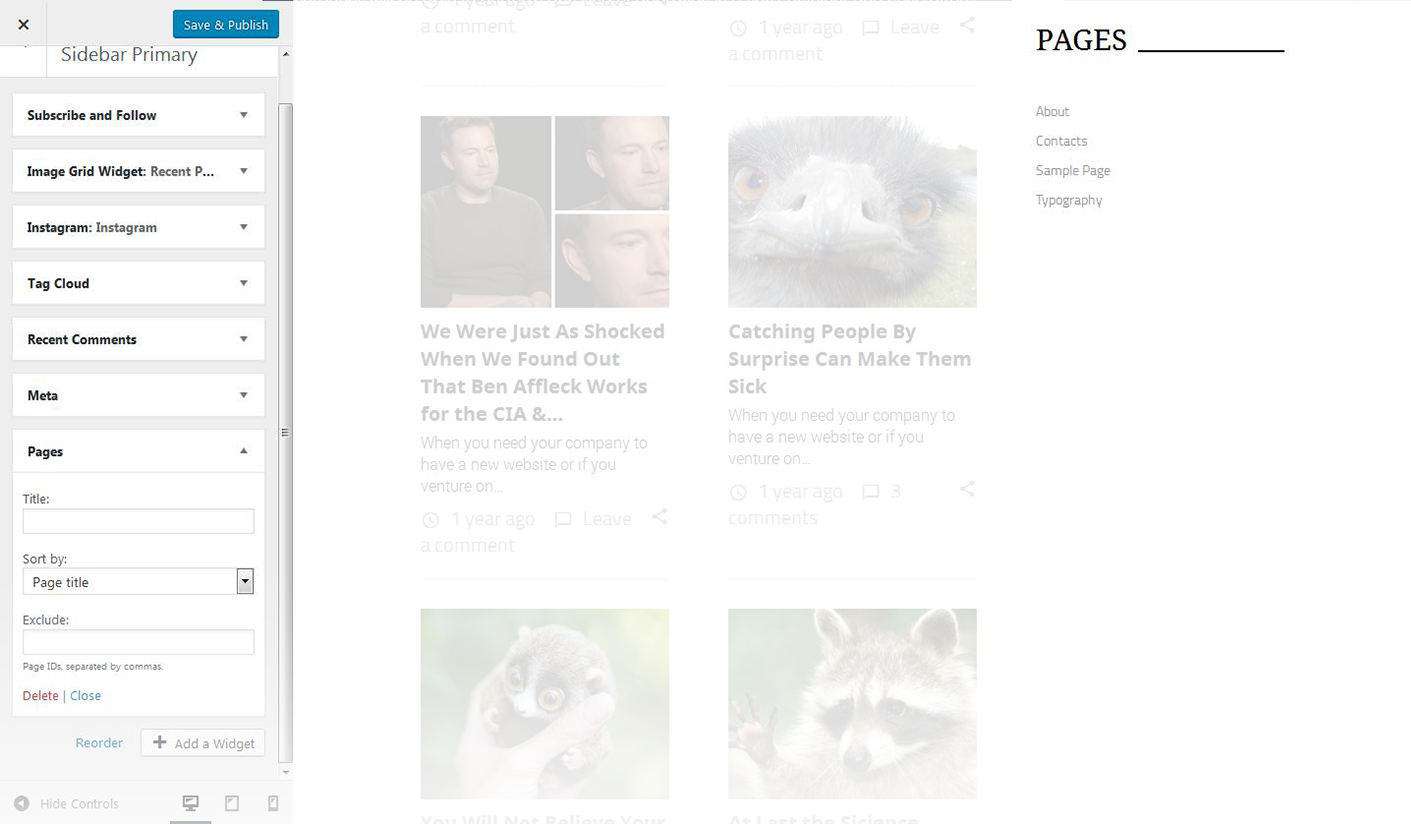 Save & Publish
Sidebar Primary
Subscribe and Follow
Image Grid Widget: Recent P...
Instagram: Instagram
Tag Cloud
Recent Comments
Meta
Pages
Title:
Sort by:
Page title
Exclude:
Page IDs, separated by commas.
Delete | Close
Reorder
Add a Widget
Hide Controls
1 year ago Leave
a comment
We Were Just As Shocked
When We Found Out
That Ben Affleck Works
for the CIA &...
When you need your company to
have a new website or if you
venture on...
1 year ago Leave
a comment
You Will Not Believe Your
1 year ago Leave
a comment
Catching People By
Surprise Can Make Them
Sick
When you need your company to
have a new website or if you
venture on...
1 year ago 3
comments
At Last the Sicience
PAGES
About
Contacts
Sample Page
Typography